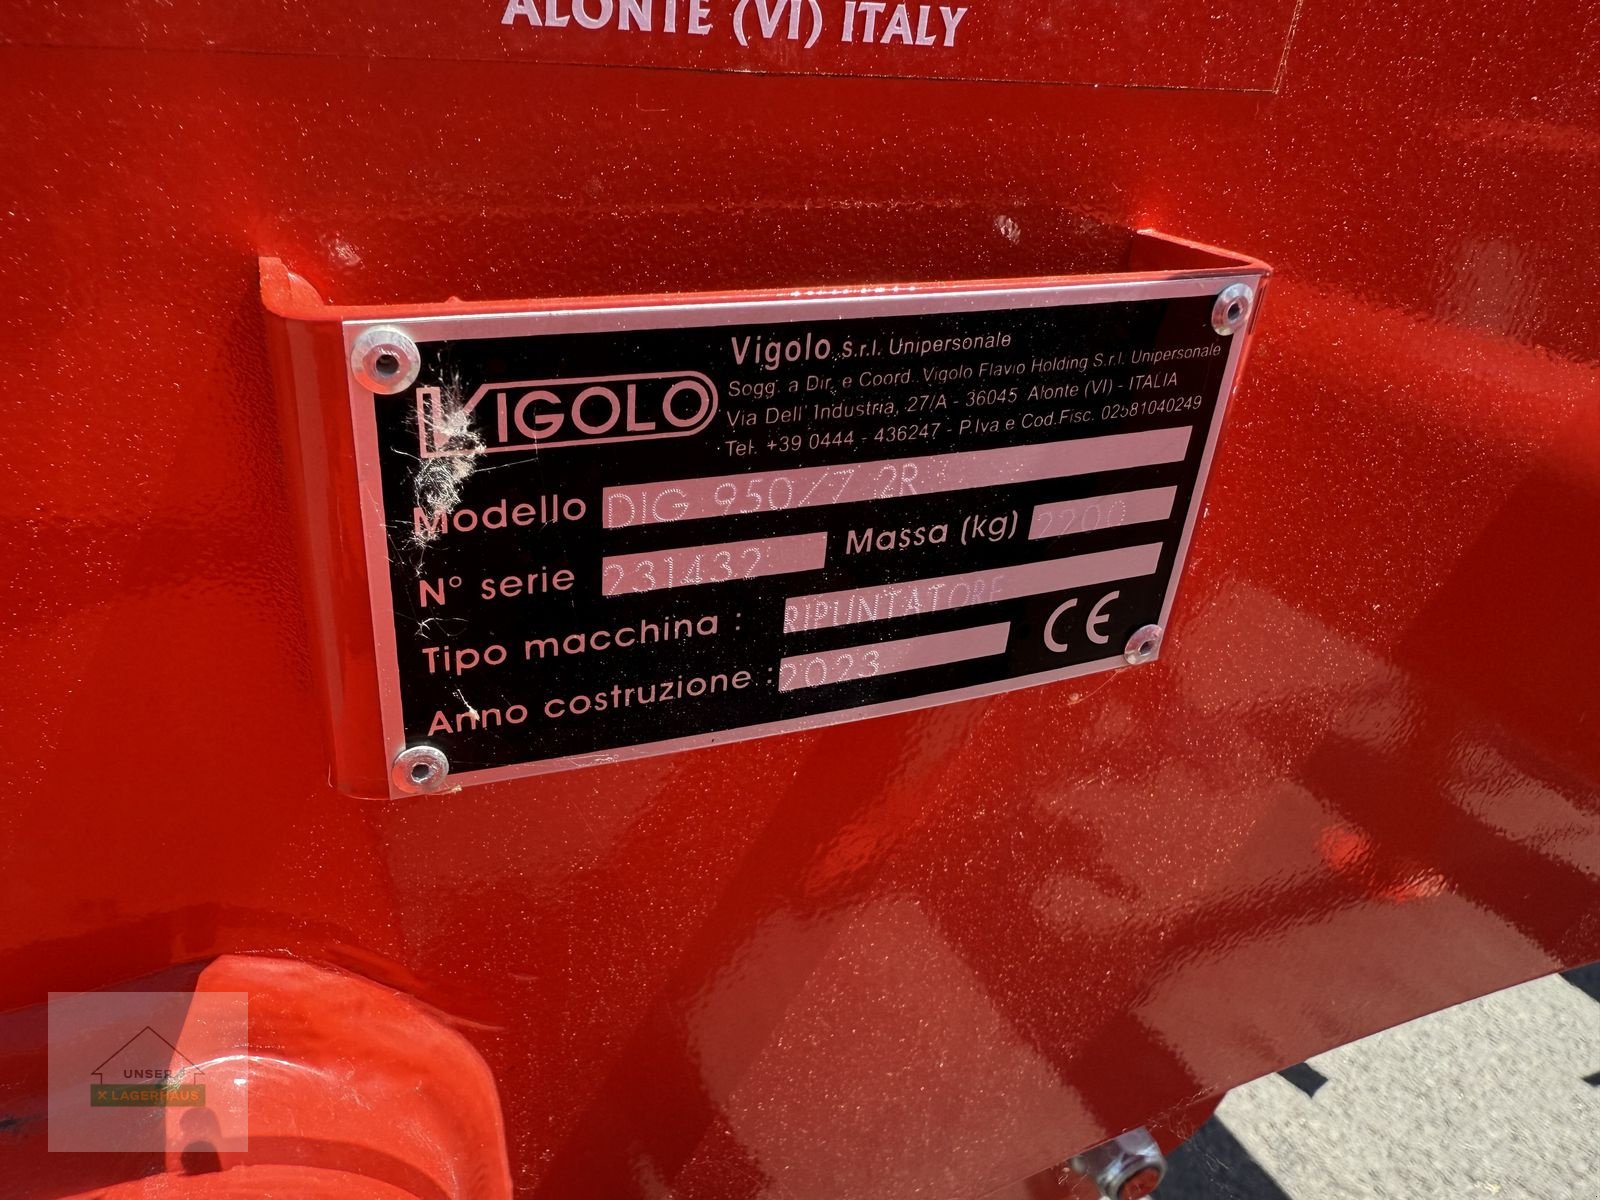 ALONTE (VI) ITALY
VIGOLO
Vigolo s.r.l. Unipersonale
Sogg. a Dir. e Coord. Vigolo Flavio Holding S.r.l. Unipersonale
Via Dell' Industria, 27/A - 36045 Alonte (VI) - ITALIA
Tel. +39 0444 - 436247 - P.Iva e Cod.Fisc. 02581040249
Modello DIG 950/7 2R
N° serie 231432 Massa (kg) 2200
Tipo macchina : RIPUNTATORE
Anno costruzione : 2023
CE
UNSER
X LAGERHAUS